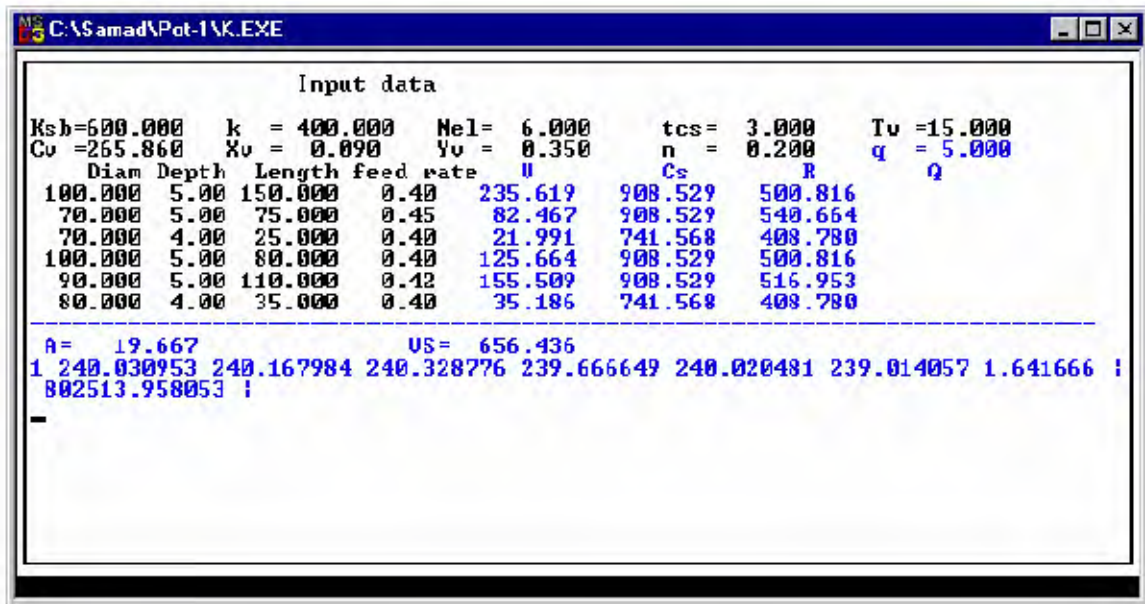 C:\Samad\Pot-1\K.EXE
Input data
Ksb=600.000 k = 400.000 Nel= 6.000 tcs= 3.000 Tv =15.000
Cv =265.860 Xv = 0.090 Yv = 0.350 n = 0.200 q = 5.000
Diam Depth Length feed rate V Cs R Q
100.000 5.00 150.000 0.40 235.619 908.529 500.816
70.000 5.00 75.000 0.45 82.467 908.529 540.664
70.000 4.00 25.000 0.40 21.991 741.568 408.780
100.000 5.00 80.000 0.40 125.664 908.529 500.816
90.000 5.00 110.000 0.42 155.509 908.529 516.953
80.000 4.00 35.000 0.40 35.186 741.568 408.780
A= 19.667 VS= 656.436
1 240.030953 240.167984 240.328776 239.666649 240.020481 239.014057 1.641666 ¦
802513.958053 ¦